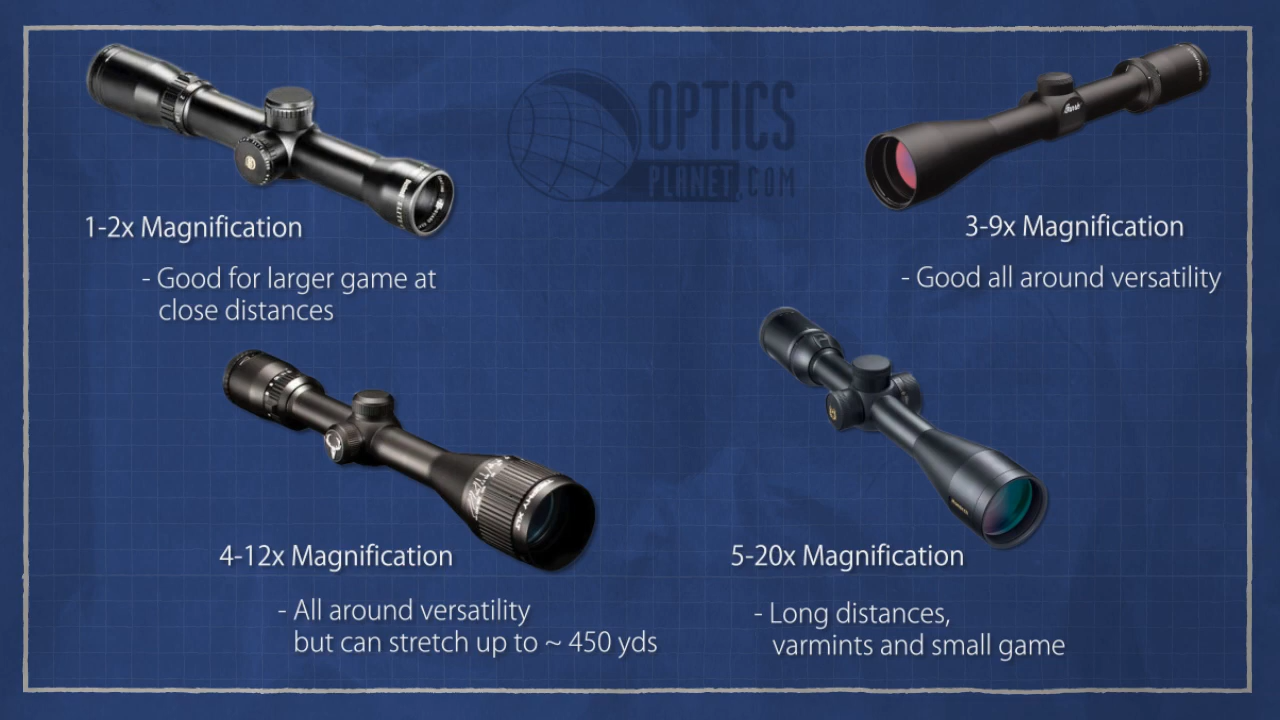 OPTICS
PLANET.COM
1-2x Magnification
- Good for larger game at
close distances
3-9x Magnification
- Good all around versatility
4-12x Magnification
- All around versatility
but can stretch up to ~ 450 yds
5-20x Magnification
- Long distances,
varmints and small game